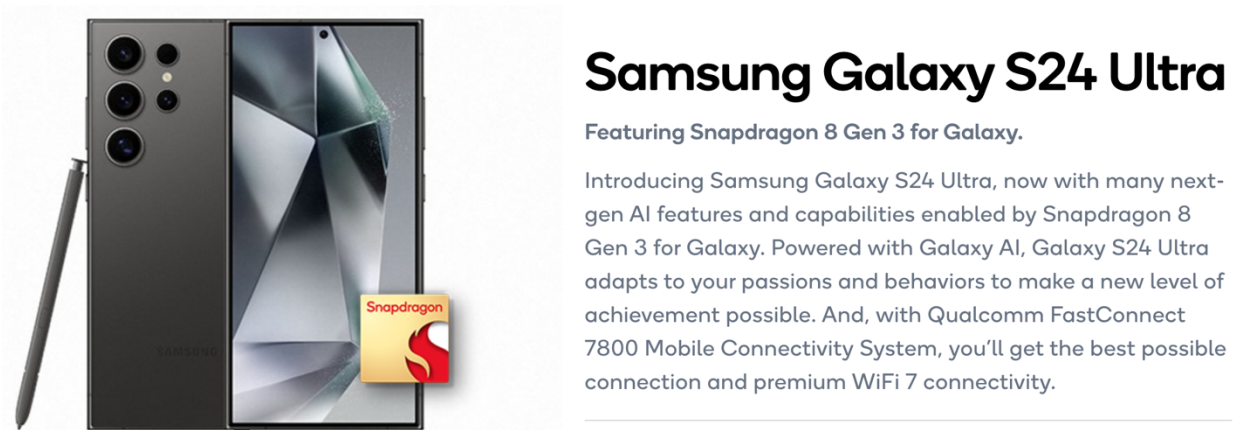 Samsung Galaxy S24 Ultra
Featuring Snapdragon 8 Gen 3 for Galaxy.
Introducing Samsung Galaxy S24 Ultra, now with many next-
gen AI features and capabilities enabled by Snapdragon 8
Gen 3 for Galaxy. Powered with Galaxy AI, Galaxy S24 Ultra
adapts to your passions and behaviors to make a new level of
achievement possible. And, with Qualcomm FastConnect
7800 Mobile Connectivity System, you’ll get the best possible
connection and premium WiFi 7 connectivity.
Snapdragon
SAMSUNG